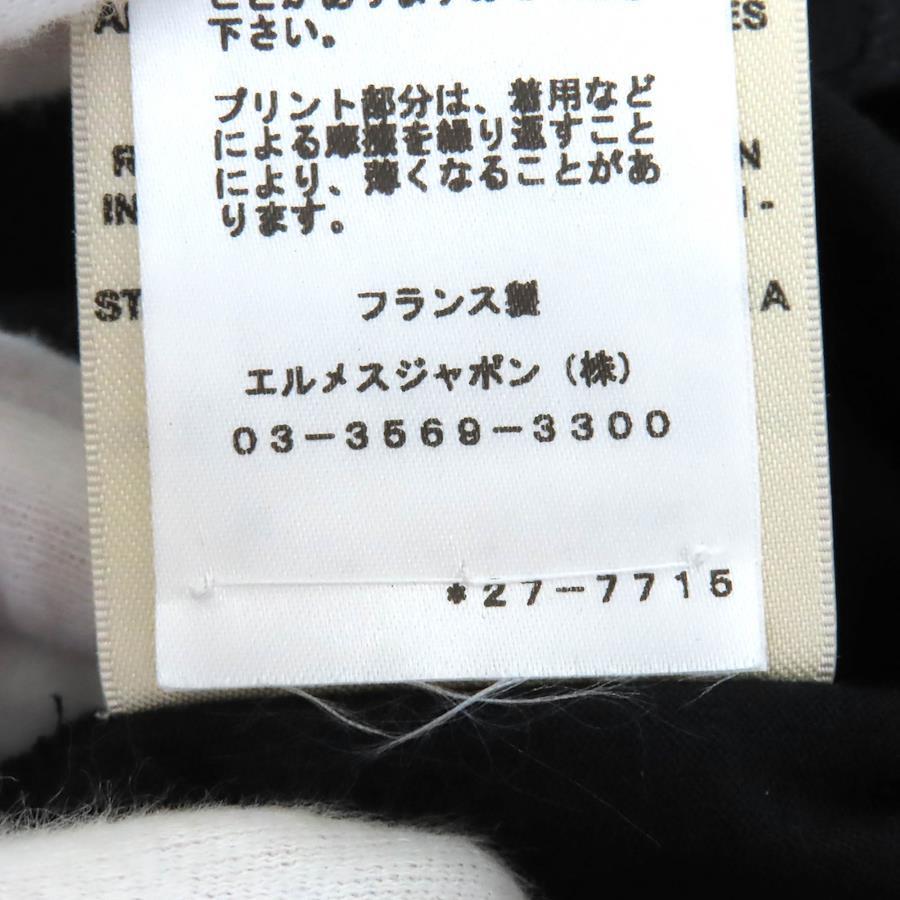 下さい。
プリント部分は、着用など
による摩擦を繰り返すこと
により、薄くなることがあ
ります。
フランス製
エルメスジャポン（株）
03-3569-3300
*27-7715